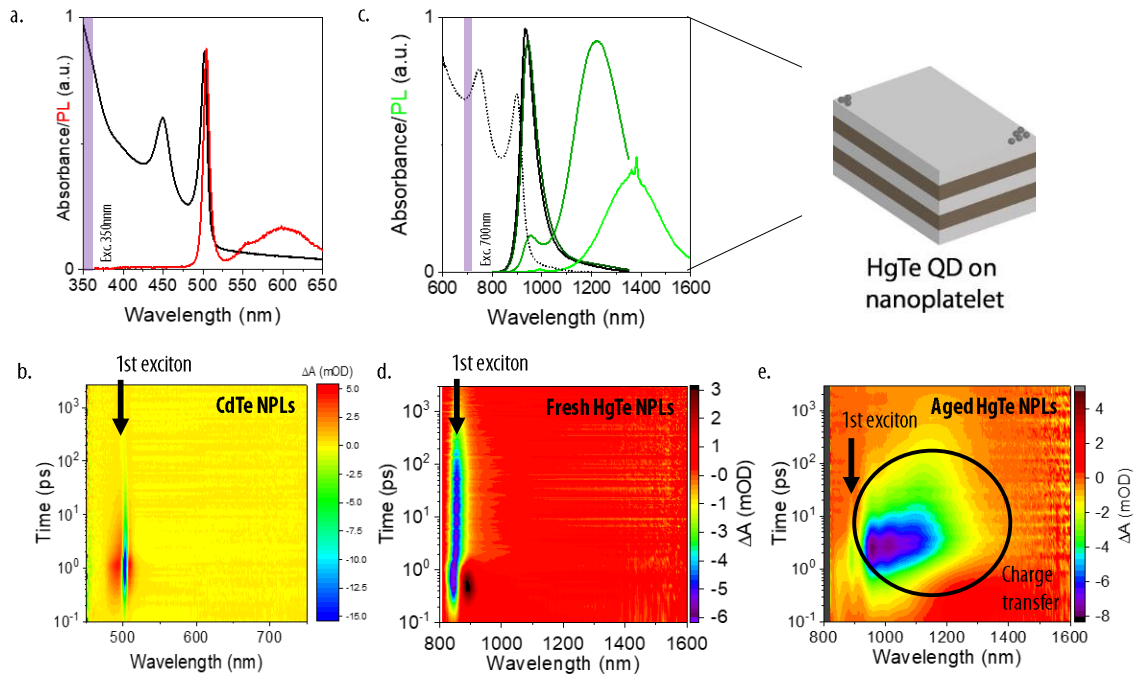 a.
1
Absorbance/PL (a.u.)
0
Exc. 350nm
350 400 450 500 550 600 650
Wavelength (nm)
c.
1
Absorbance/PL (a.u.)
0
Exc. 700nm
600 800 1000 1200 1400 1600
Wavelength (nm)
HgTe QD on
nanoplatelet
b.
1st exciton
ΔA (mOD)
CdTe NPLs
10³
10²
10¹
10⁰
10⁻¹
Time (ps)
500 600 700
Wavelength (nm)
5.0
2.5
0.0
-2.5
-5.0
-7.5
-10.0
-12.5
-15.0
d.
1st exciton
Fresh HgTe NPLs
10³
10²
10¹
10⁰
10⁻¹
Time (ps)
800 1000 1200 1400 1600
Wavelength (nm)
3
2
1
-0
-1
-2
-3
-4
-5
-6
ΔA (mOD)
e.
1st exciton
Aged HgTe NPLs
Charge
transfer
10³
10²
10¹
10⁰
10⁻¹
Time (ps)
800 1000 1200 1400 1600
Wavelength (nm)
4
2
0
-2
-4
-6
-8
ΔA (mOD)